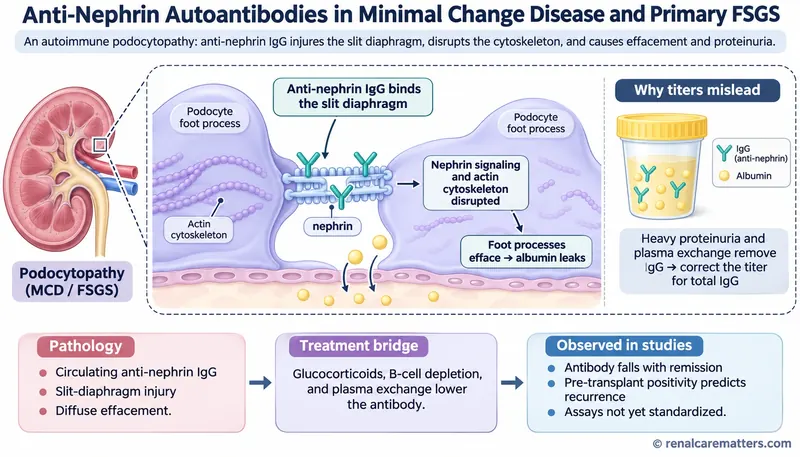 Anti-Nephrin Autoantibodies in Minimal Change Disease and Primary FSGS
An autoimmune podocytopathy: anti-nephrin IgG injures the slit diaphragm, disrupts the cytoskeleton, and causes effacement and proteinuria.
Podocytopathy
(MCD / FSGS)
Anti-nephrin IgG binds
the slit diaphragm
Podocyte
foot process
Podocyte
foot process
Actin
cytoskeleton
nephrin
Nephrin signaling and
actin cytoskeleton
disrupted
Foot processes
efface → albumin leaks
Why titers mislead
IgG
(anti-nephrin)
Albumin
Heavy proteinuria and
plasma exchange remove
IgG → correct the titer
for total IgG
Pathology
• Circulating anti-nephrin IgG
• Slit-diaphragm injury
• Diffuse effacement.
Treatment bridge
Glucocorticoids, B-cell depletion,
and plasma exchange lower
the antibody.
Observed in studies
• Antibody falls with remission
• Pre-transplant positivity predicts
recurrence
• Assays not yet standardized.
© renalcarematters.com